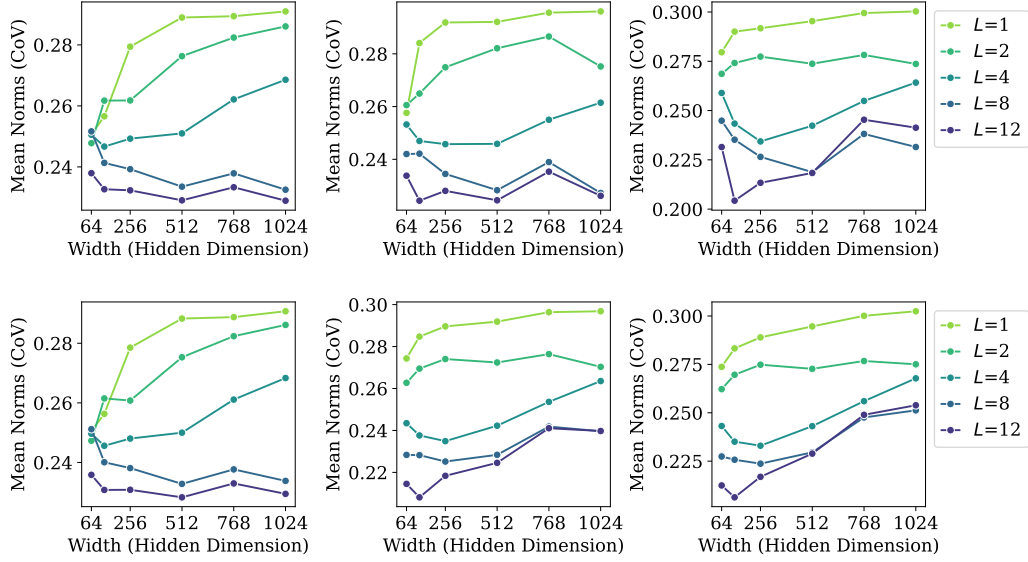 Mean Norms (CoV)
0.28
0.26
0.24
64 256 512 768 1024
Width (Hidden Dimension)
Mean Norms (CoV)
0.28
0.26
0.24
64 256 512 768 1024
Width (Hidden Dimension)
Mean Norms (CoV)
0.300
0.275
0.250
0.225
0.200
64 256 512 768 1024
Width (Hidden Dimension)
L=1
L=2
L=4
L=8
L=12
Mean Norms (CoV)
0.28
0.26
0.24
64 256 512 768 1024
Width (Hidden Dimension)
Mean Norms (CoV)
0.30
0.28
0.26
0.24
0.22
64 256 512 768 1024
Width (Hidden Dimension)
Mean Norms (CoV)
0.300
0.275
0.250
0.225
64 256 512 768 1024
Width (Hidden Dimension)
L=1
L=2
L=4
L=8
L=12